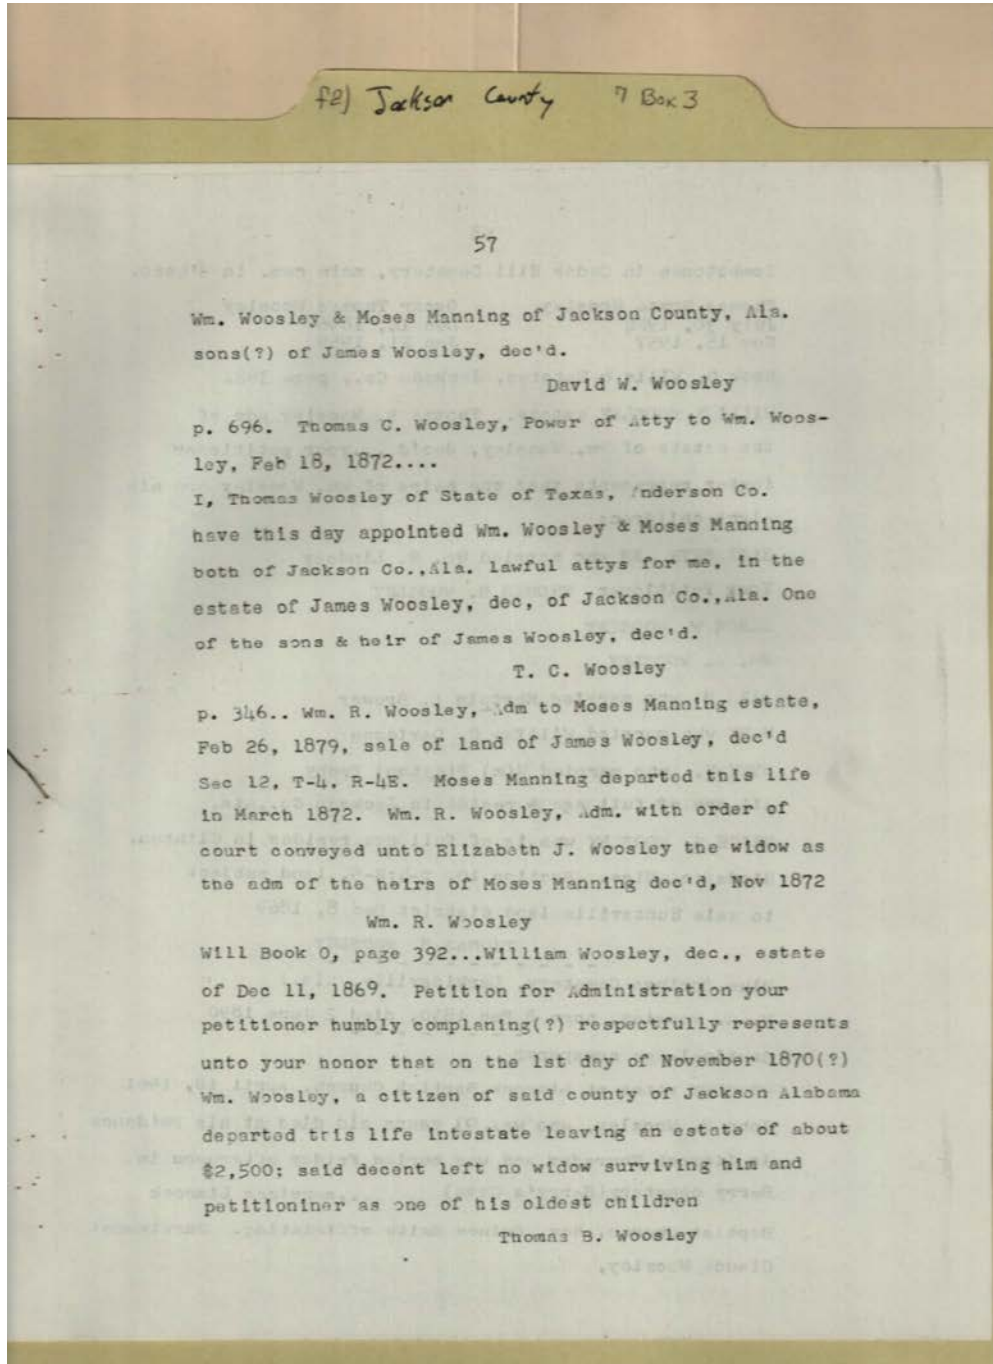 f2) Jackson County 7 Box 3
57
Wm. Woosley & Moses Manning of Jackson County, Ala.
sons(?) of James Woosley, dec'd.
David W. Woosley
p. 696. Thomas C. Woosley, Power of Atty to Wm. Woos-
ley, Feb 18, 1872....
I, Thomas Woosley of State of Texas, Anderson Co.
have this day appointed Wm. Woosley & Moses Manning
both of Jackson Co.,Ala. lawful attys for me, in the
estate of James Woosley, dec, of Jackson Co.,Ala. One
of the sons & heir of James Woosley, dec'd.
T. C. Woosley
p. 346.. Wm. R. Woosley, Adm to Moses Manning estate,
Feb 26, 1879, sale of land of James Woosley, dec'd
Sec 12, T-4, R-4E. Moses Manning departed this life
in March 1872. Wm. R. Woosley, Adm. with order of
court conveyed unto Elizabeth J. Woosley the widow as
the adm of the heirs of Moses Manning dec'd, Nov 1872
Wm. R. Woosley
Will Book O, page 392...William Woosley, dec., estate
of Dec 11, 1869. Petition for Administration your
petitioner humbly complaning(?) respectfully represents
unto your honor that on the 1st day of November 1870(?)
Wm. Woosley, a citizen of said county of Jackson Alabama
departed tris life intestate leaving an estate of about
$2,500; said decent left no widow surviving him and
petitioniner as one of his oldest children
Thomas B. Woosley